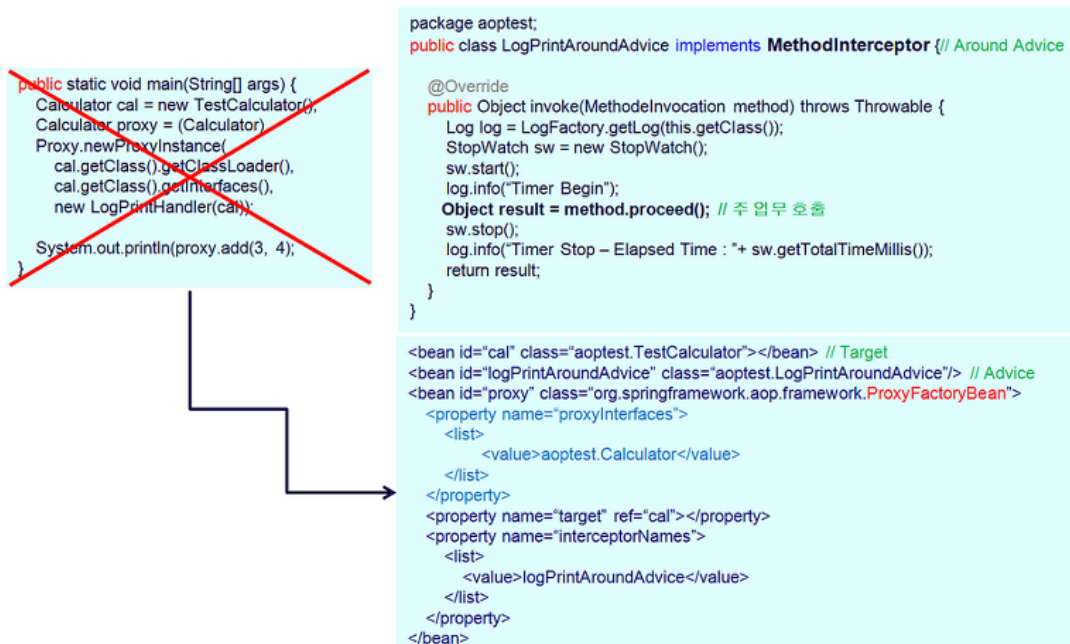 public static void main(String[] args) {
Calculator cal = new TestCalculator();
Calculator proxy = (Calculator)
Proxy.newProxyInstance(
cal.getClass().getClassLoader(),
cal.getClass().getInterfaces(),
new LogPrintHandler(cal));
System.out.println(proxy.add(3, 4);
}
package aoptest;
public class LogPrintAroundAdvice implements MethodInterceptor {// Around Advice
@Override
public Object invoke(MethodeInvocation method) throws Throwable {
Log log = LogFactory.getLog(this.getClass());
StopWatch sw = new StopWatch();
sw.start();
log.info(“Timer Begin”);
Object result = method.proceed(); // 주 업무 호출
sw.stop();
log.info(“Timer Stop – Elapsed Time : ”+ sw.getTotalTimeMillis());
return result;
}
}
<bean id=“cal” class=“aoptest.TestCalculator”></bean> // Target
<bean id=“logPrintAroundAdvice” class=“aoptest.LogPrintAroundAdvice”/> // Advice
<bean id=“proxy” class=“org.springframework.aop.framework.ProxyFactoryBean”>
<property name=“proxyInterfaces”>
<list>
<value>aoptest.Calculator</value>
</list>
</property>
<property name=“target” ref=“cal”></property>
<property name=“interceptorNames”>
<list>
<value>logPrintAroundAdvice</value>
</list>
</property>
</bean>